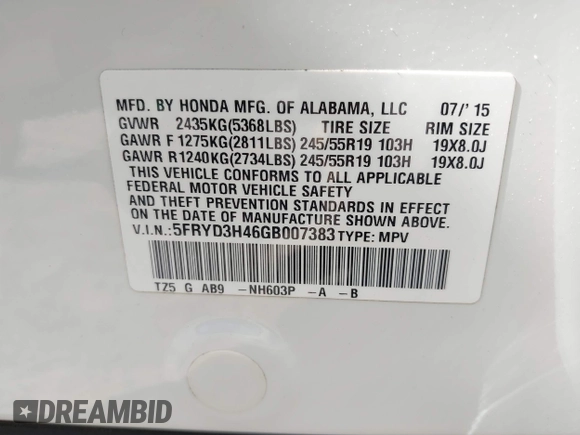 MFD. BY HONDA MFG. OF ALABAMA, LLC 07/'15
GVWR 2435KG(5368LBS) TIRE SIZE RIM SIZE
GAWR F 1275KG(2811LBS) 245/55R19 103H 19X8.0J
GAWR R1240KG(2734LBS) 245/55R19 103H 19X8.0J
THIS VEHICLE CONFORMS TO ALL APPLICABLE
FEDERAL MOTOR VEHICLE SAFETY
AND THEFT PREVENTION STANDARDS IN EFFECT
ON THE DATE OF MANUFACTURE SHOWN ABOVE.
V.I.N.:5FRYD3H46GB007383 TYPE: MPV
TZ5 G AB9 -NH603P -A -B
DREAMBID